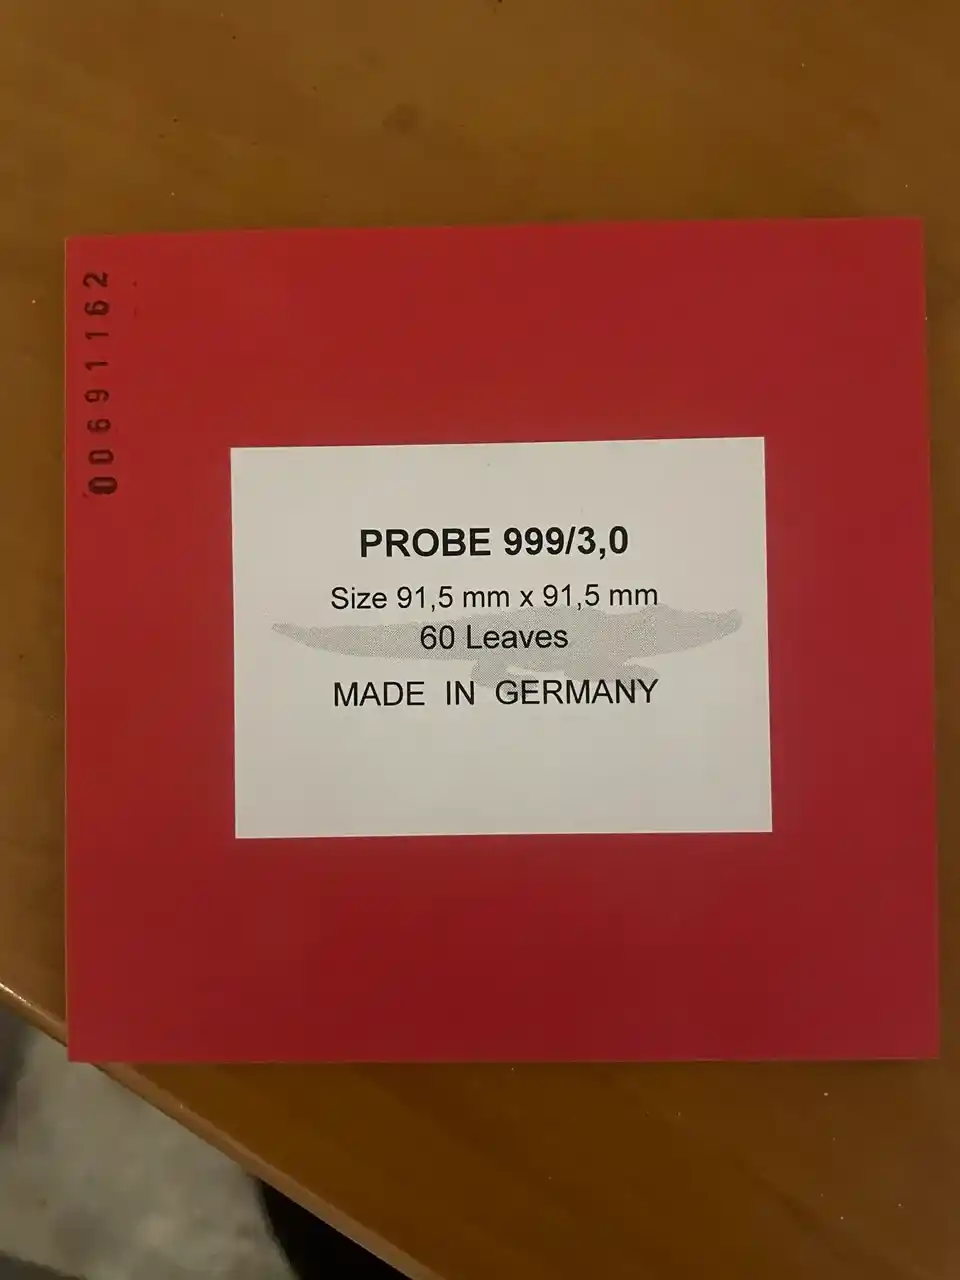 00691162
PROBE 999/3,0
Size 91,5 mm x 91,5 mm
60 Leaves
MADE IN GERMANY